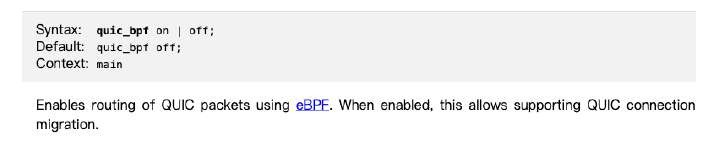 Syntax: quic_bpf on | off;
Default: quic_bpf off;
Context: main
Enables routing of QUIC packets using eBPF. When enabled, this allows supporting QUIC connection
migration.